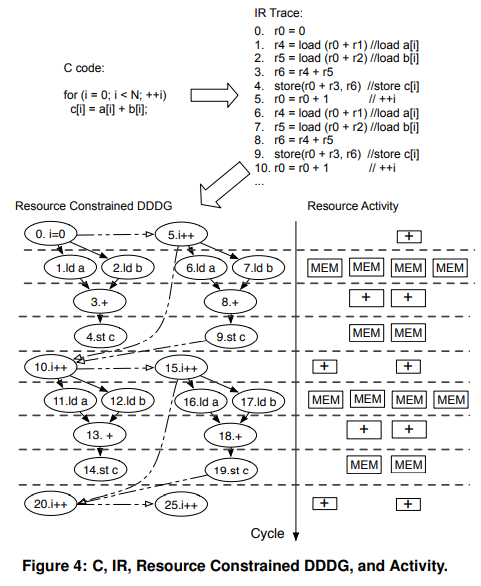 IR Trace:
0. r0 = 0
1. r4 = load (r0 + r1) //load a[i]
2. r5 = load (r0 + r2) //load b[i]
3. r6 = r4 + r5
4. store(r0 + r3, r6) //store c[i]
5. r0 = r0 + 1 // ++i
6. r4 = load (r0 + r1) //load a[i]
7. r5 = load (r0 + r2) //load b[i]
8. r6 = r4 + r5
9. store(r0 + r3, r6) //store c[i]
10. r0 = r0 + 1 // ++i
...
C code:
for (i = 0; i < N; ++i)
c[i] = a[i] + b[i];
Resource Constrained DDDG
Resource Activity
0. i=0
5.i++
+
1.ld a
2.ld b
6.ld a
7.ld b
MEM
MEM
MEM
MEM
3.+
8.+
+
+
4.st c
9.st c
MEM
MEM
10.i++
15.i++
+
+
11.ld a
12.ld b
16.ld a
17.ld b
MEM
MEM
MEM
MEM
13. +
18.+
+
+
14.st c
19.st c
MEM
MEM
20.i++
25.i++
+
+
Cycle
Figure 4: C, IR, Resource Constrained DDDG, and Activity.